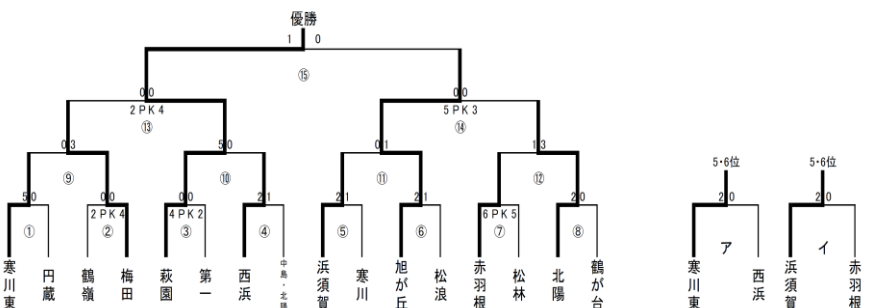 優勝
1 0
⑮
0 0 0 0
2 P K 4 5 P K 3
⑬ ⑭
0 3 5 0 0 1 1 3
⑨ ⑩ ⑪ ⑫
5・6位 5・6位
5 0 0 0 0 0 2 1 2 1 2 1 2 0 2 0 2 0
2 P K 4 4 P K 2 6 P K 5
① ② ③ ④ ⑤ ⑥ ⑦ ⑧ ア イ
寒川東 円蔵 鶴嶺 梅田 萩園 第一 西浜 中島・北陽 浜須賀 寒川 旭が丘 松浪 赤羽根 松林 北陽 鶴が台 寒川東 西浜 浜須賀 赤羽根